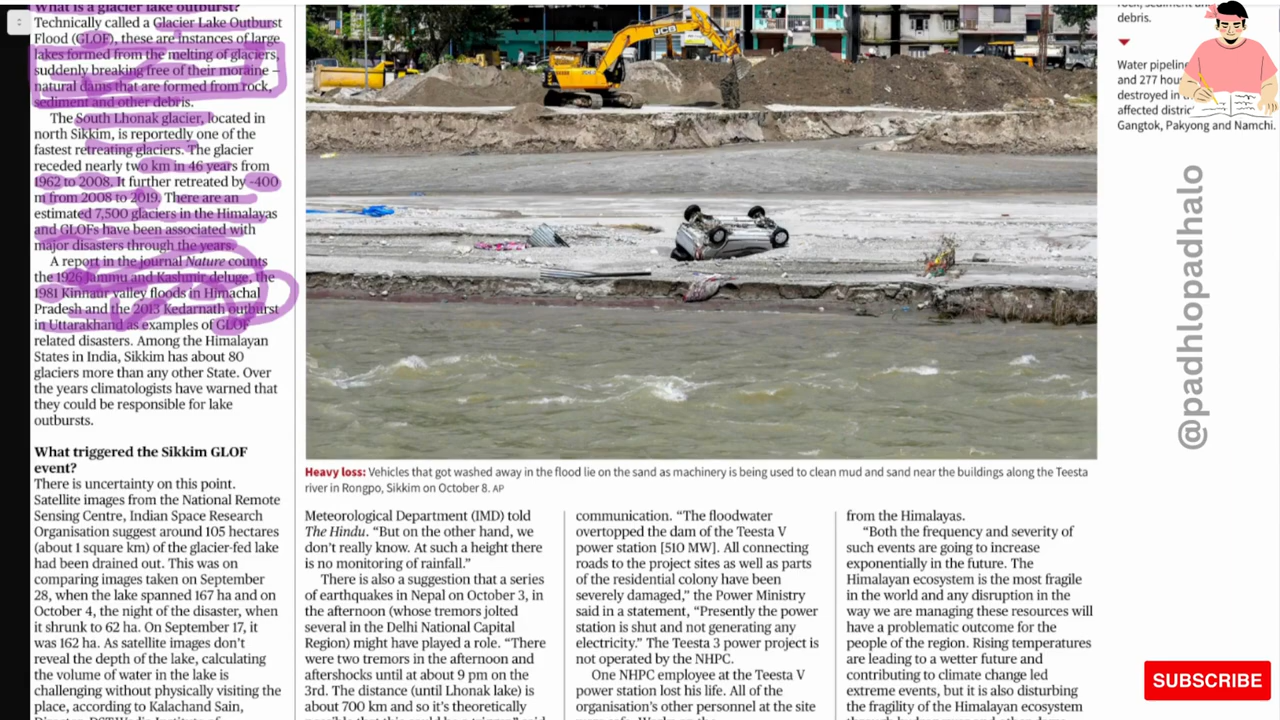 What is a glacier lake outburst?
Technically called a Glacier Lake Outburst
Flood (GLOF), these are instances of large
lakes formed from the melting of glaciers,
suddenly breaking free of their moraine —
natural dams that are formed from rock,
sediment and other debris.
The South Lhonak glacier, located in
north Sikkim, is reportedly one of the
fastest retreating glaciers. The glacier
receded nearly two km in 46 years from
1962 to 2008. It further retreated by ~400
m from 2008 to 2019. There are an
estimated 7,500 glaciers in the Himalayas
and GLOFs have been associated with
major disasters through the years.
A report in the journal Nature counts
the 1926 Jammu and Kashmir deluge, the
1981 Kinnaur valley floods in Himachal
Pradesh and the 2013 Kedarnath outburst
in Uttarakhand as examples of GLOF
related disasters. Among the Himalayan
States in India, Sikkim has about 80
glaciers more than any other State. Over
the years climatologists have warned that
they could be responsible for lake
outbursts.
What triggered the Sikkim GLOF
event?
There is uncertainty on this point.
Satellite images from the National Remote
Sensing Centre, Indian Space Research
Organisation suggest around 105 hectares
(about 1 square km) of the glacier-fed lake
had been drained out. This was on
comparing images taken on September
28, when the lake spanned 167 ha and on
October 4, the night of the disaster, when
it shrunk to 62 ha. On September 17, it
was 162 ha. As satellite images don't
reveal the depth of the lake, calculating
the volume of water in the lake is
challenging without physically visiting the
place, according to Kalachand Sain,
JCB
Heavy loss: Vehicles that got washed away in the flood lie on the sand as machinery is being used to clean mud and sand near the buildings along the Teesta
river in Rongpo, Sikkim on October 8. AP
Meteorological Department (IMD) told
The Hindu. “But on the other hand, we
don't really know. At such a height there
is no monitoring of rainfall.”
There is also a suggestion that a series
of earthquakes in Nepal on October 3, in
the afternoon (whose tremors jolted
several in the Delhi National Capital
Region) might have played a role. “There
were two tremors in the afternoon and
aftershocks until at about 9 pm on the
3rd. The distance (until Lhonak lake) is
about 700 km and so it's theoretically
communication. “The floodwater
overtopped the dam of the Teesta V
power station [510 MW]. All connecting
roads to the project sites as well as parts
of the residential colony have been
severely damaged,” the Power Ministry
said in a statement, “Presently the power
station is shut and not generating any
electricity.” The Teesta 3 power project is
not operated by the NHPC.
One NHPC employee at the Teesta V
power station lost his life. All of the
organisation's other personnel at the site
from the Himalayas.
“Both the frequency and severity of
such events are going to increase
exponentially in the future. The
Himalayan ecosystem is the most fragile
in the world and any disruption in the
way we are managing these resources will
have a problematic outcome for the
people of the region. Rising temperatures
are leading to a wetter future and
contributing to climate change led
extreme events, but it is also disturbing
the fragility of the Himalayan ecosystem
debris.
Water pipeline
and 277
destroyed in
affected
Gangtok, Pakyong and Namchi.
@padhlopadhalo
SUBSCRIBE